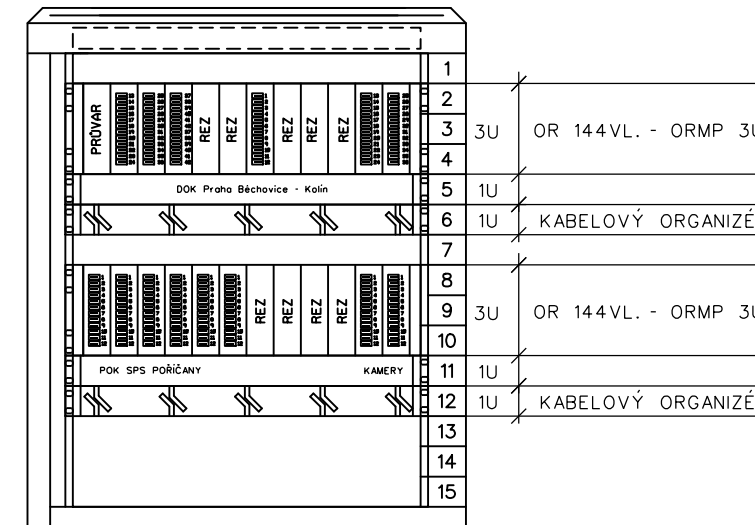 1
2
3
4
PRŮVAR
REZ
REZ
REZ
REZ
REZ
3U
OR 144VL. - ORMP 3U
DOK Praha Běchovice - Kolín
5
1U
6
1U
KABELOVÝ ORGANIZÉ
7
8
9
10
REZ
REZ
REZ
REZ
3U
OR 144VL. - ORMP 3U
POK SPS POŘÍČANY
KAMERY
11
1U
12
1U
KABELOVÝ ORGANIZÉ
13
14
15